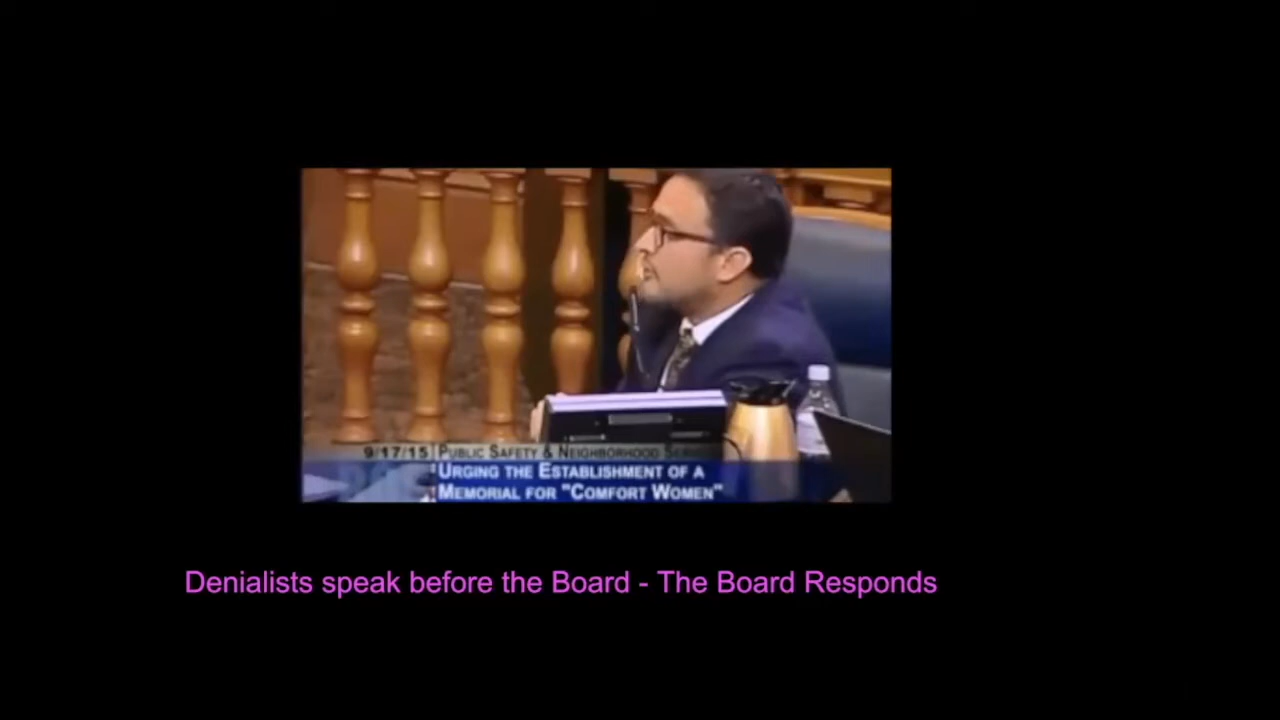 9/17/15 PUBLIC SAFETY & NEIGHBORHOOD
URGING THE ESTABLISHMENT OF A
MEMORIAL FOR "COMFORT WOMEN"
Denialists speak before the Board - The Board Responds